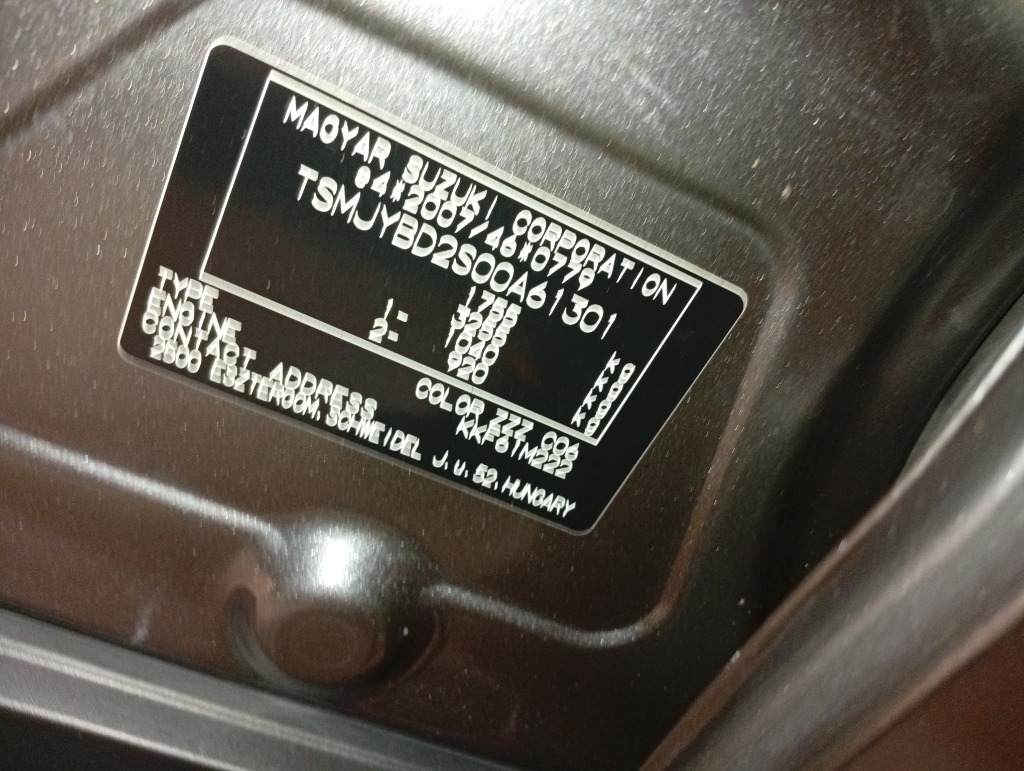 MAGYAR SUZUKI CORPORATION
e4*2007/46*0779
TSMJYBD2S00A61301
1755 kg
3255 kg
1- 1040 kg
2- 920 kg
TYPE
ENGINE COLOR ZZZ C06
CONTACT ADDRESS KKF61M222
2500 ESZTERGOM, SCHWEIDEL J. U. 52. HUNGARY